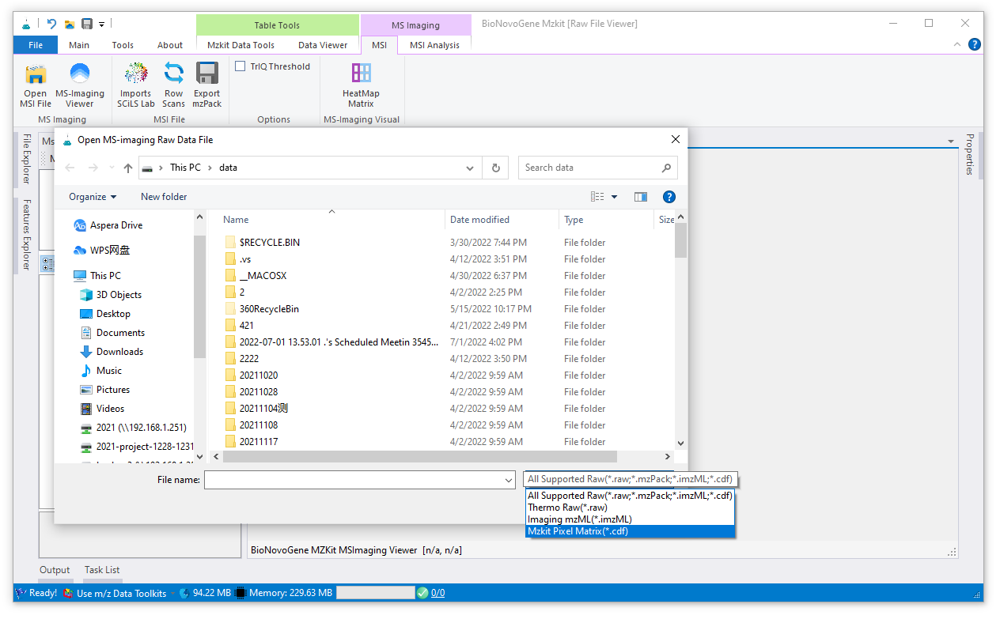 Table Tools
MS Imaging
BioNovoGene Mzkit [Raw File Viewer]
File
Main
Tools
About
Mzkit Data Tools
Data Viewer
MSI
MSI Analysis
Open
MSI File
MS-Imaging
Viewer
Imports
SCiLS Lab
Row
Scans
Export
mzPack
TrIQ Threshold
HeatMap
Matrix
MS Imaging
MSI File
Options
MS-Imaging Visual
File Explorer
Features Explorer
Properties
Ms
M
Open MS-imaging Raw Data File
This PC
data
Search data
Organize
New folder
Aspera Drive
WPS网盘
This PC
3D Objects
Desktop
Documents
Downloads
Music
Pictures
Videos
2021 (\\192.168.1.251)
2021-project-1228-1231
Name Date modified Type Size
$RECYCLE.BIN 3/30/2022 7:44 PM File folder
.vs 4/12/2022 3:51 PM File folder
__MACOSX 4/30/2022 6:37 PM File folder
2 4/2/2022 2:25 PM File folder
360RecycleBin 5/15/2022 10:17 PM File folder
421 4/21/2022 2:49 PM File folder
2022-07-01 13.53.01 .'s Scheduled Meetin 3545... 7/1/2022 4:02 PM File folder
2222 4/12/2022 3:50 PM File folder
20211020 4/2/2022 9:59 AM File folder
20211028 4/2/2022 9:59 AM File folder
20211104测 4/2/2022 9:59 AM File folder
20211108 4/2/2022 9:59 AM File folder
20211117 4/2/2022 9:59 AM File folder
File name:
All Supported Raw(*.raw;*.mzPack;*.imzML;*.cdf)
All Supported Raw(*.raw;*.mzPack;*.imzML;*.cdf)
Thermo Raw(*.raw)
Imaging mzML(*.imzML)
Mzkit Pixel Matrix(*.cdf)
BioNovoGene MZKit MSImaging Viewer [n/a, n/a]
Output
Task List
Ready!
Use m/z Data Toolkits
94.22 MB
Memory: 229.63 MB
0/0